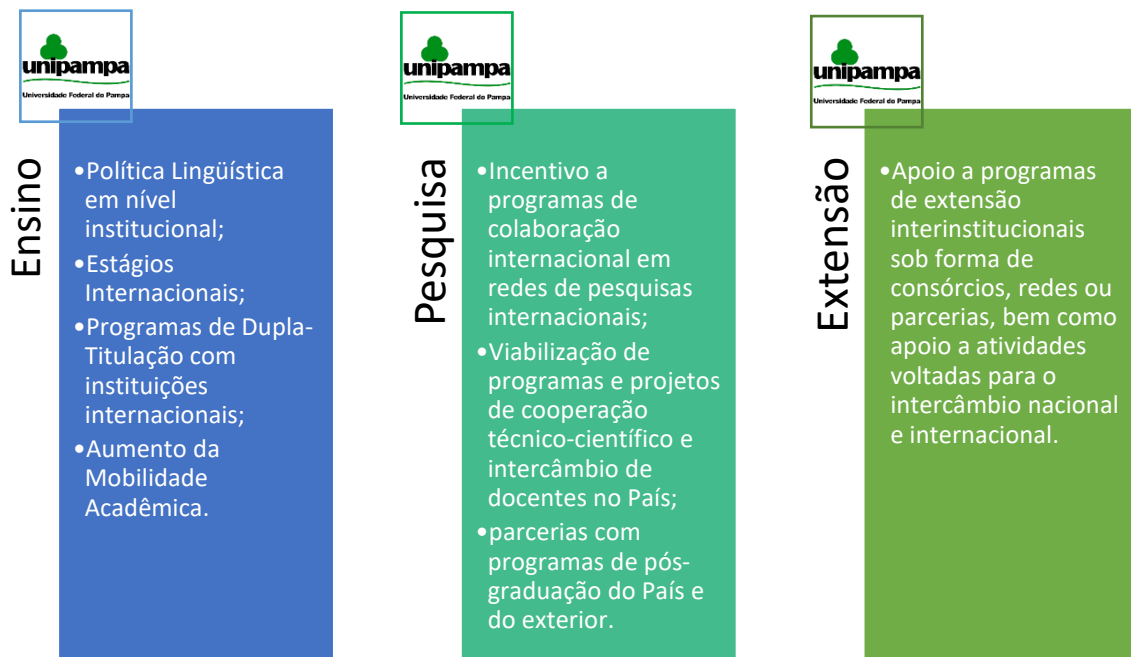 unipampa
Universidade Federal do Pampa
Ensino
•Política Lingüística
em nível
institucional;
•Estágios
Internacionais;
•Programas de Dupla-
Titulação com
instituições
internacionais;
•Aumento da
Mobilidade
Acadêmica.
unipampa
Universidade Federal do Pampa
Pesquisa
•Incentivo a
programas de
colaboração
internacional em
redes de pesquisas
internacionais;
•Viabilização de
programas e projetos
de cooperação
técnico-científico e
intercâmbio de
docentes no País;
•parcerias com
programas de pós-
graduação do País e
do exterior.
unipampa
Universidade Federal do Pampa
Extensão
•Apoio a programas
de extensão
interinstitucionais
sob forma de
consórcios, redes ou
parcerias, bem como
apoio a atividades
voltadas para o
intercâmbio nacional
e internacional.